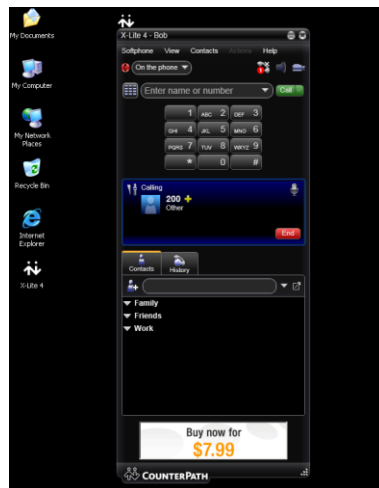 My Documents
My Computer
My Network
Places
Recycle Bin
Internet
Explorer
X-Lite 4
X-Lite 4 - Bob
Softphone View Contacts Actions Help
On the phone
Enter name or number Call
1 ABC 2 DEF 3
GHI 4 JKL 5 MNO 6
PQRS 7 TUV 8 WXYZ 9
* 0 #
Calling
200
Other
End
Contacts History
Family
Friends
Work
Buy now for
$7.99
COUNTERPATH